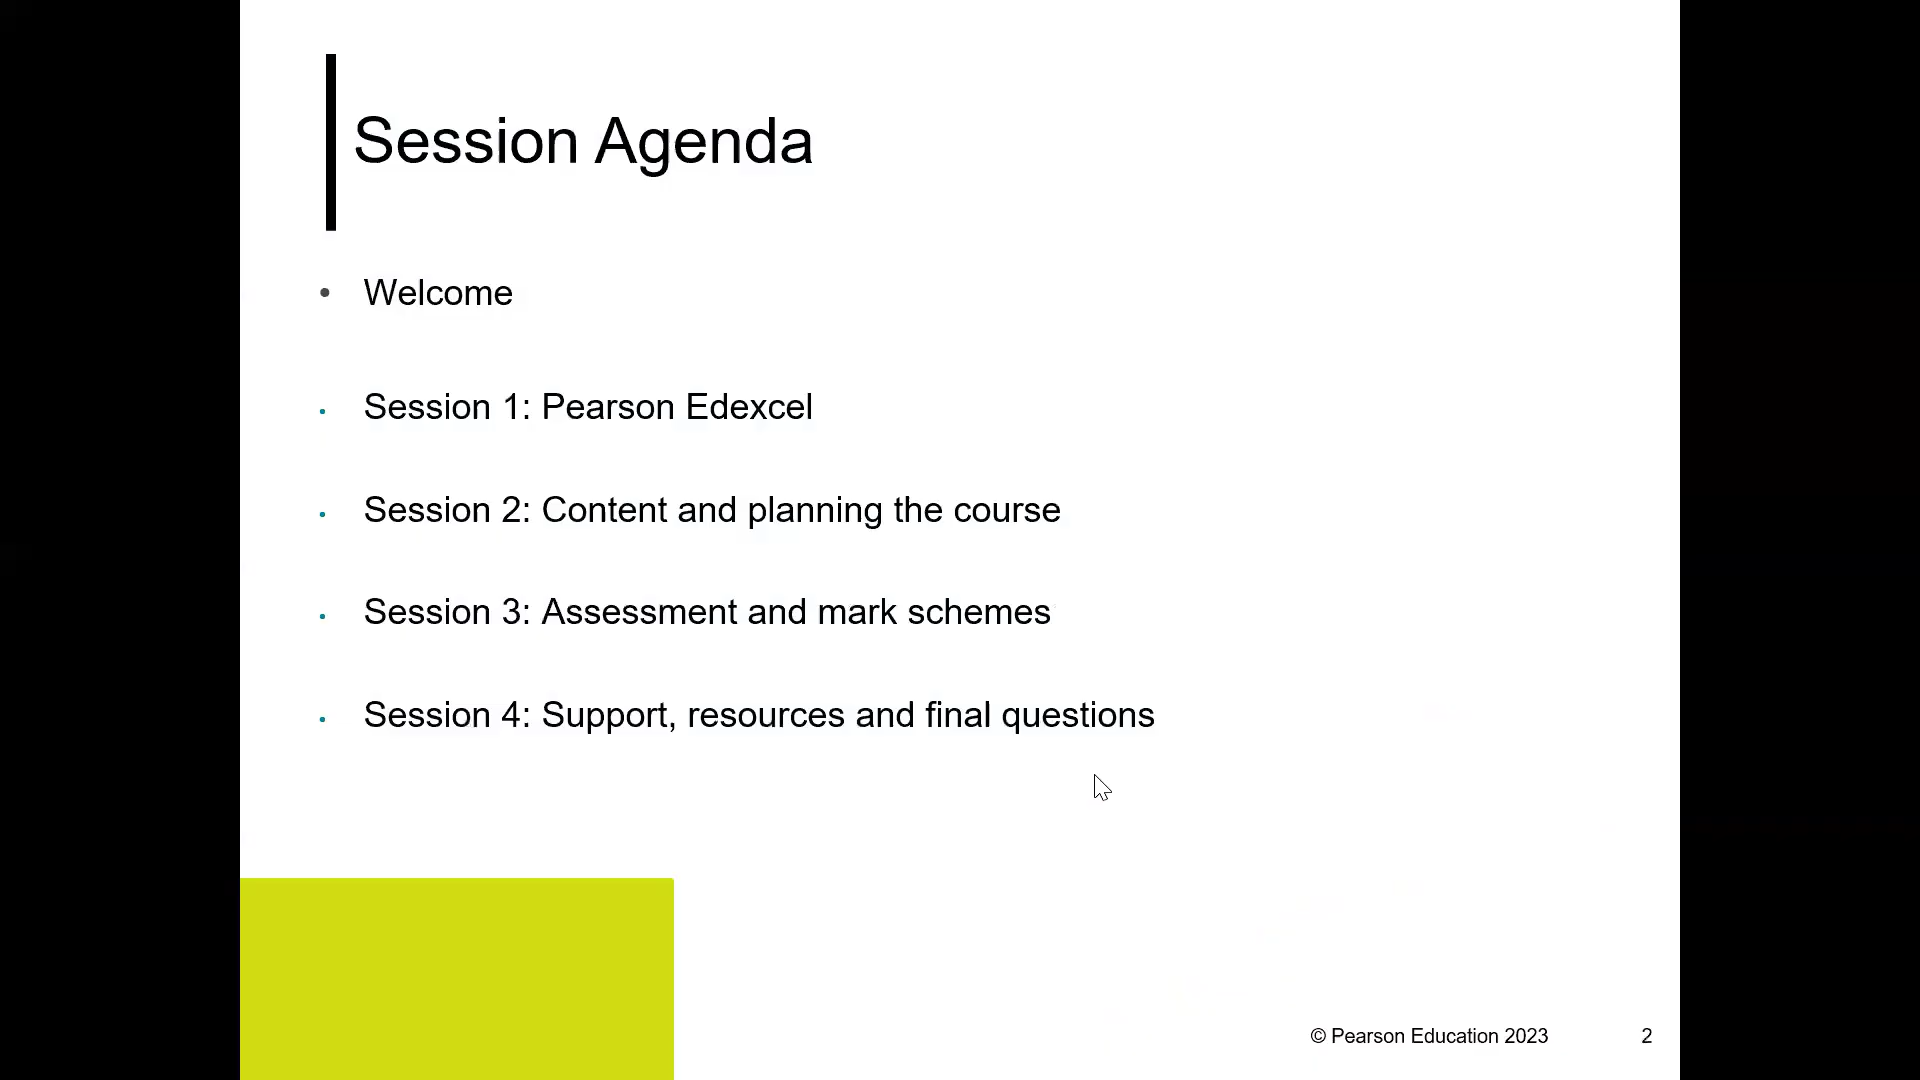 Session Agenda
• Welcome
• Session 1: Pearson Edexcel
• Session 2: Content and planning the course
• Session 3: Assessment and mark schemes
• Session 4: Support, resources and final questions
© Pearson Education 2023 2